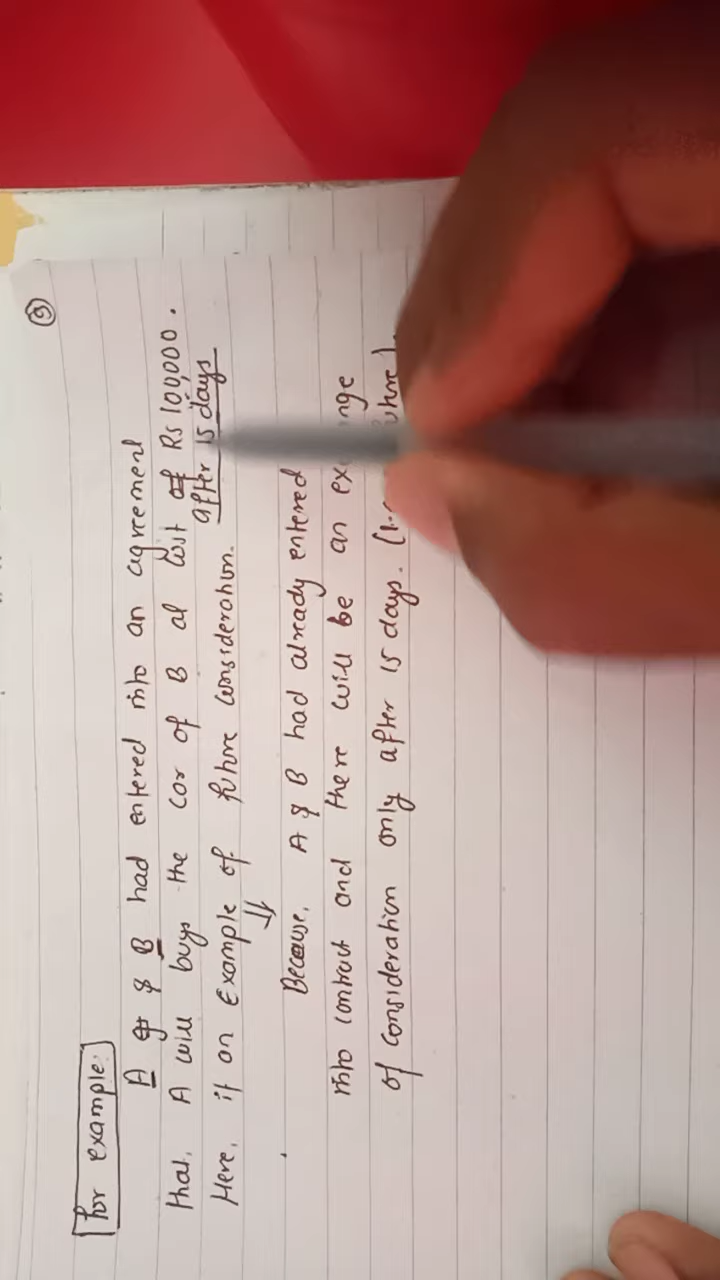 9
For example
A & B had entered into an agreement
that, A will buys the car of B at cost of Rs 100,000.
after 15 days
Here, it an Example of future consideration.
⇓
Because, A & B had already entered
into contract and there will be an
of consideration only after 15 days.